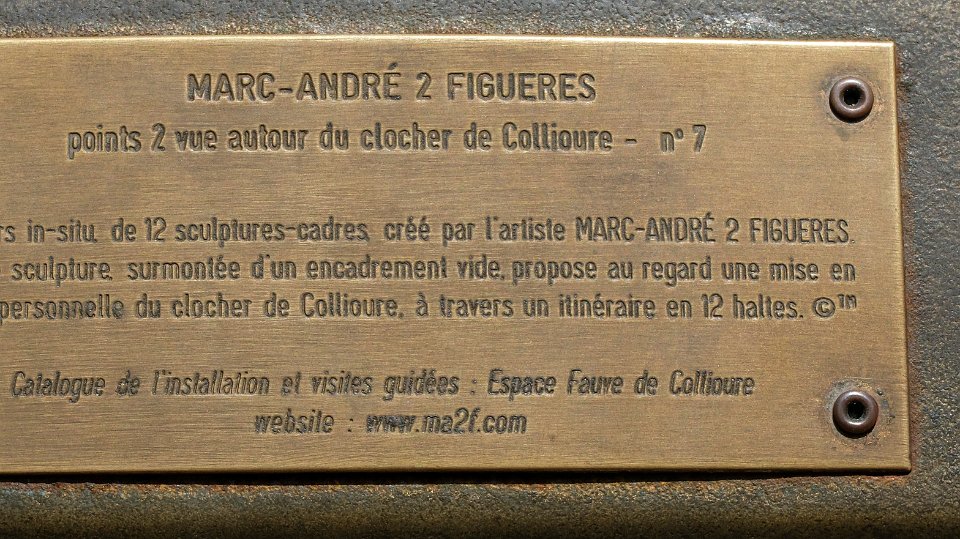 MARC-ANDRÉ 2 FIGUERES
points 2 vue autour du clocher de Collioure - n° 7
rs in-situ, de 12 sculptures-cadres, créé par l'artiste MARC-ANDRÉ 2 FIGUERES.
sculpture, surmontée d'un encadrement vide, propose au regard une mise en
personnelle du clocher de Collioure, à travers un itinéraire en 12 haltes. ©™
Catalogue de l'installation et visites guidées : Espace Fauve de Collioure
website : www.ma2f.com